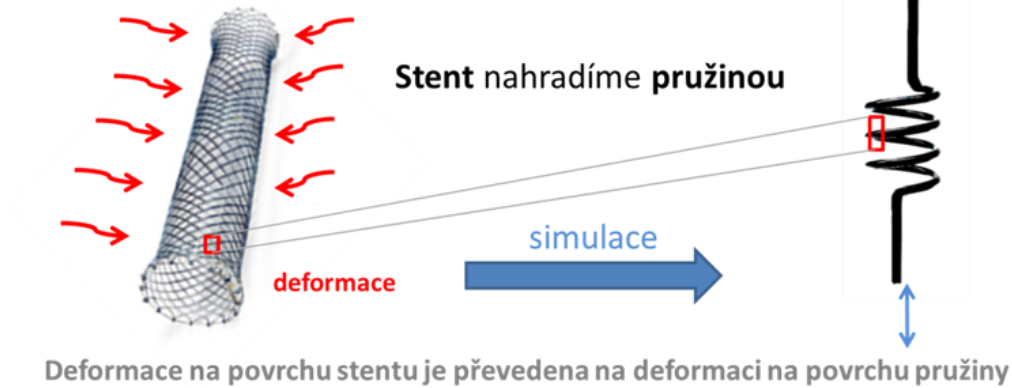 Stent nahradíme pružinou
simulace
deformace
Deformace na povrchu stentu je převedena na deformaci na povrchu pružiny